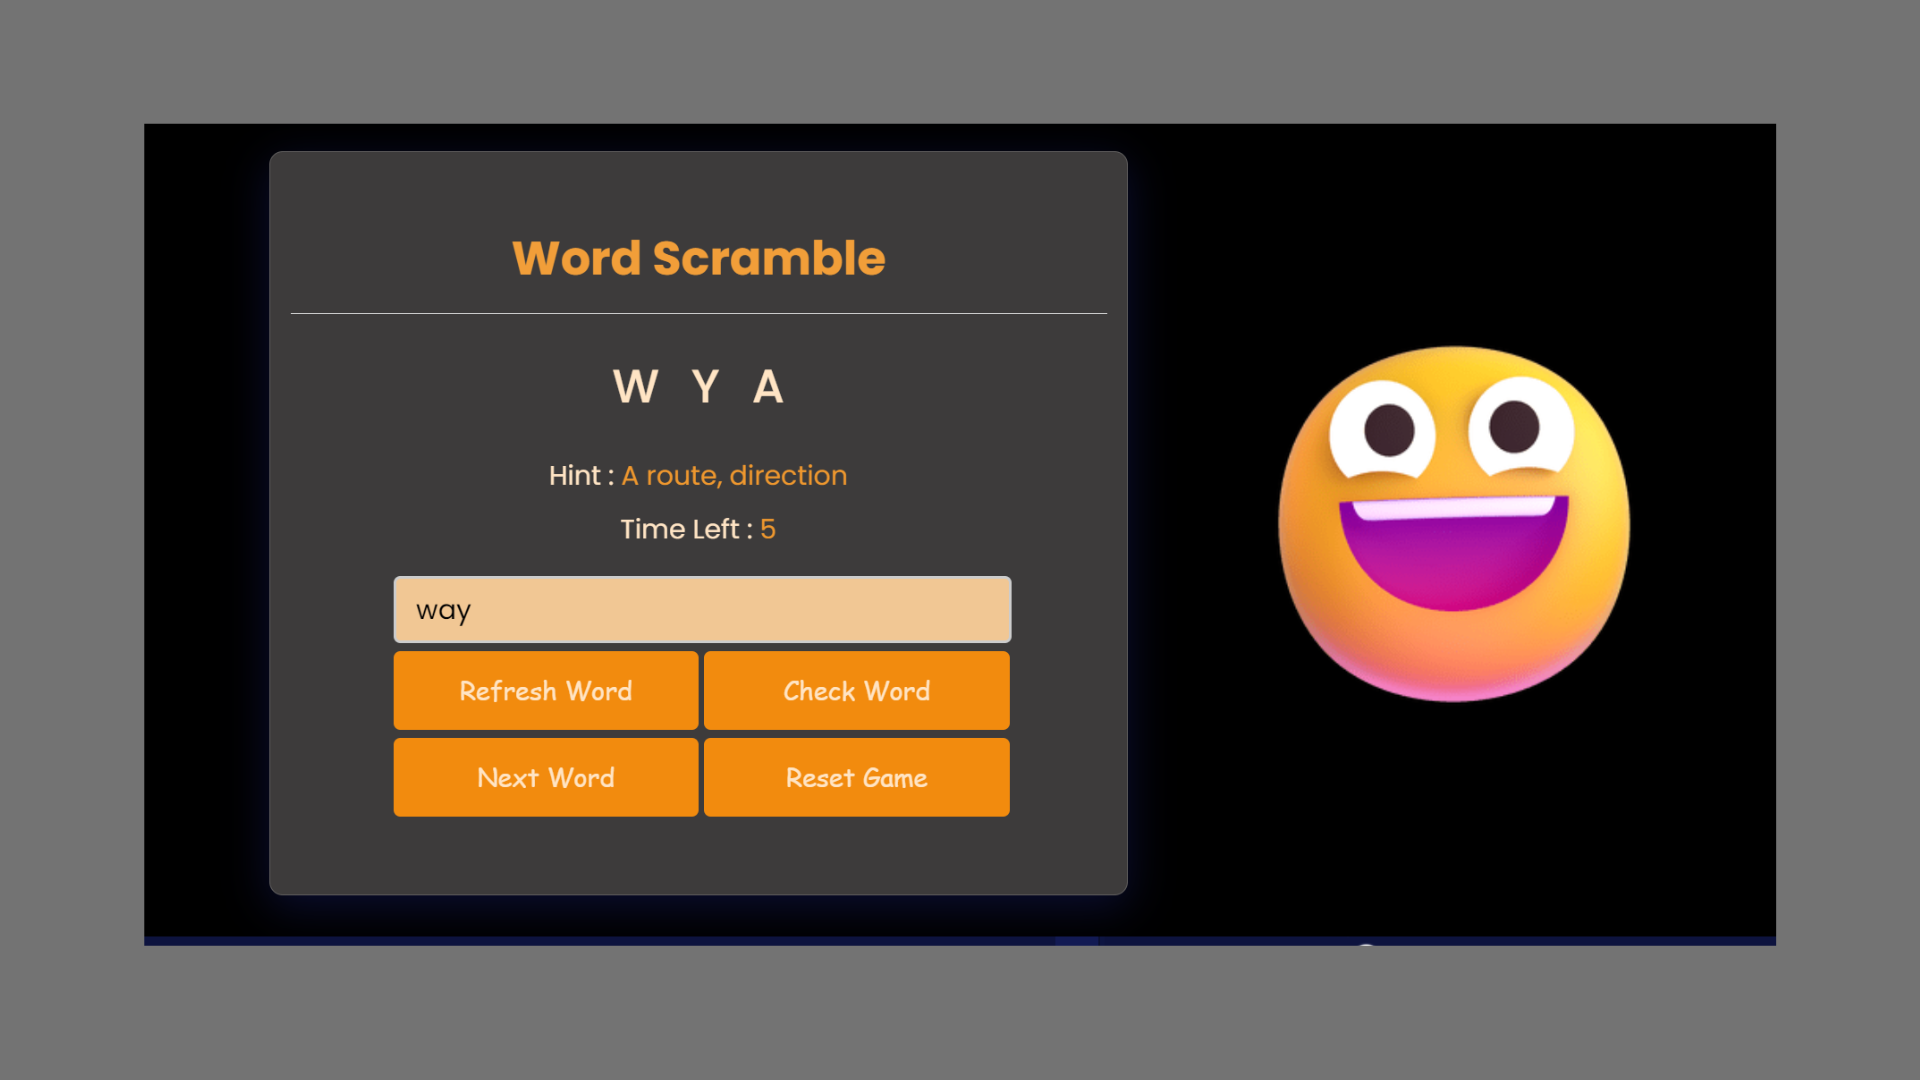 Word Scramble
W Y A
Hint : A route, direction
Time Left : 5
way
Refresh Word Check Word
Next Word Reset Game